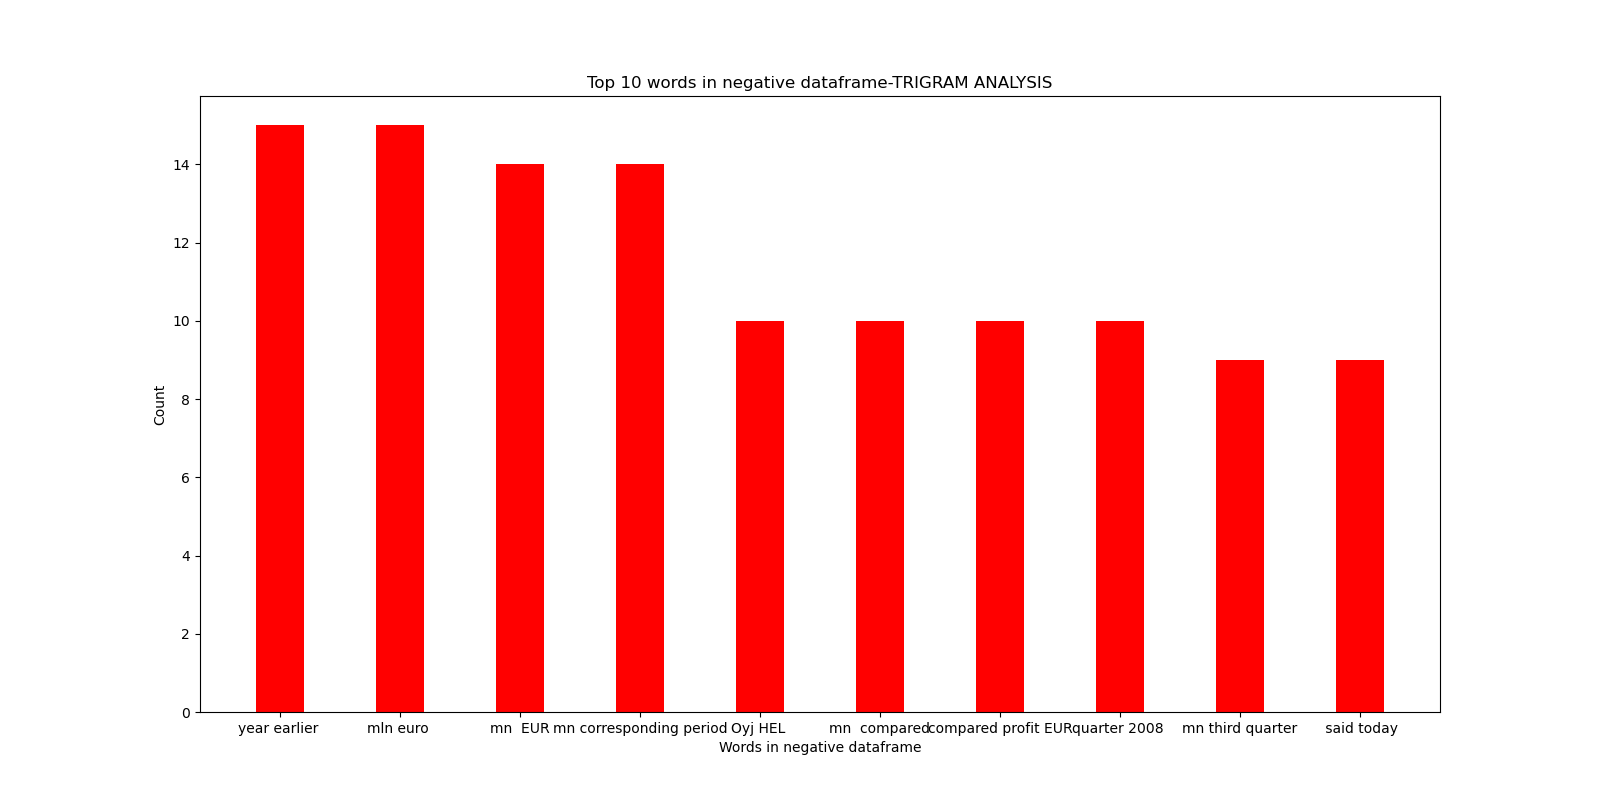 Top 10 words in negative dataframe-TRIGRAM ANALYSIS
14
12
10
8
6
4
2
0
Count
year earlier mln euro mn  EUR mn corresponding period Oyj HEL mn  compared compared profit EUR quarter 2008 mn third quarter said today
Words in negative dataframe